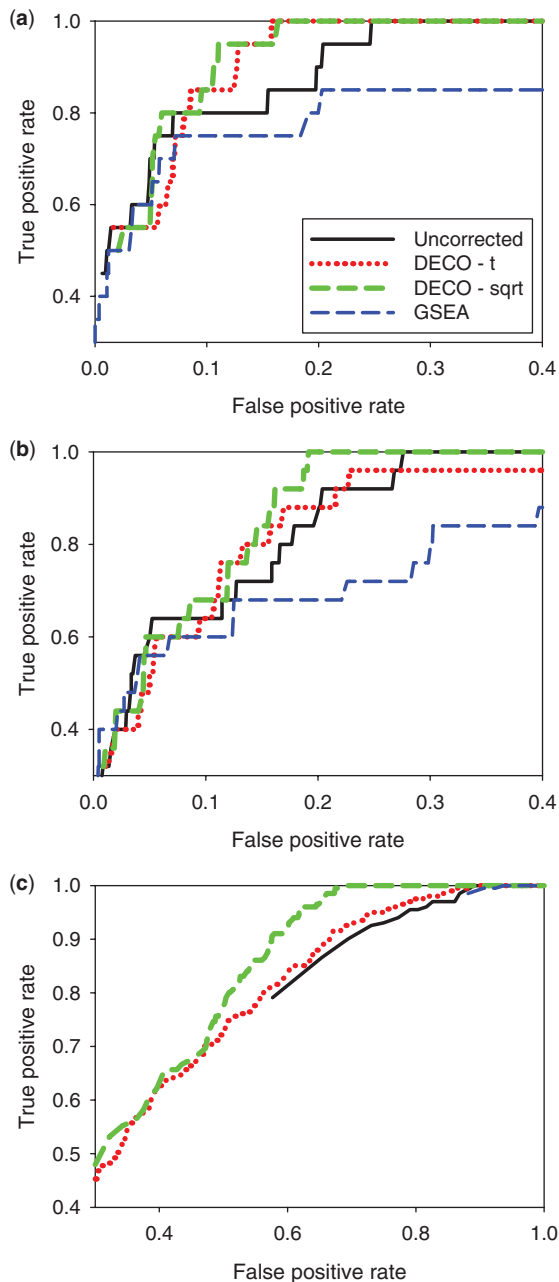 (a)
1.0
0.8
0.6
0.4
True positive rate
Uncorrected
DECO - t
DECO - sqrt
GSEA
0.0 0.1 0.2 0.3 0.4
False positive rate
(b)
1.0
0.8
0.6
0.4
True positive rate
0.0 0.1 0.2 0.3 0.4
False positive rate
(c)
1.0
0.9
0.8
0.7
0.6
0.5
0.4
True positive rate
0.4 0.6 0.8 1.0
False positive rate